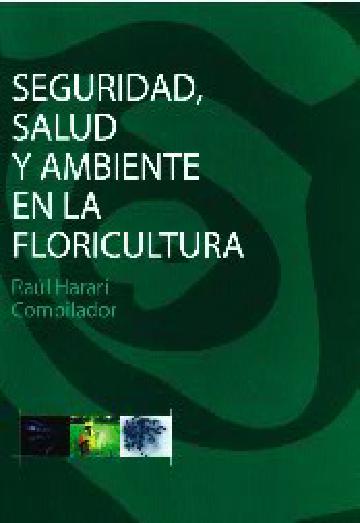 SEGURIDAD,
SALUD
Y AMBIENTE
EN LA
FLORICULTURA
Raúl Harari
Compilador